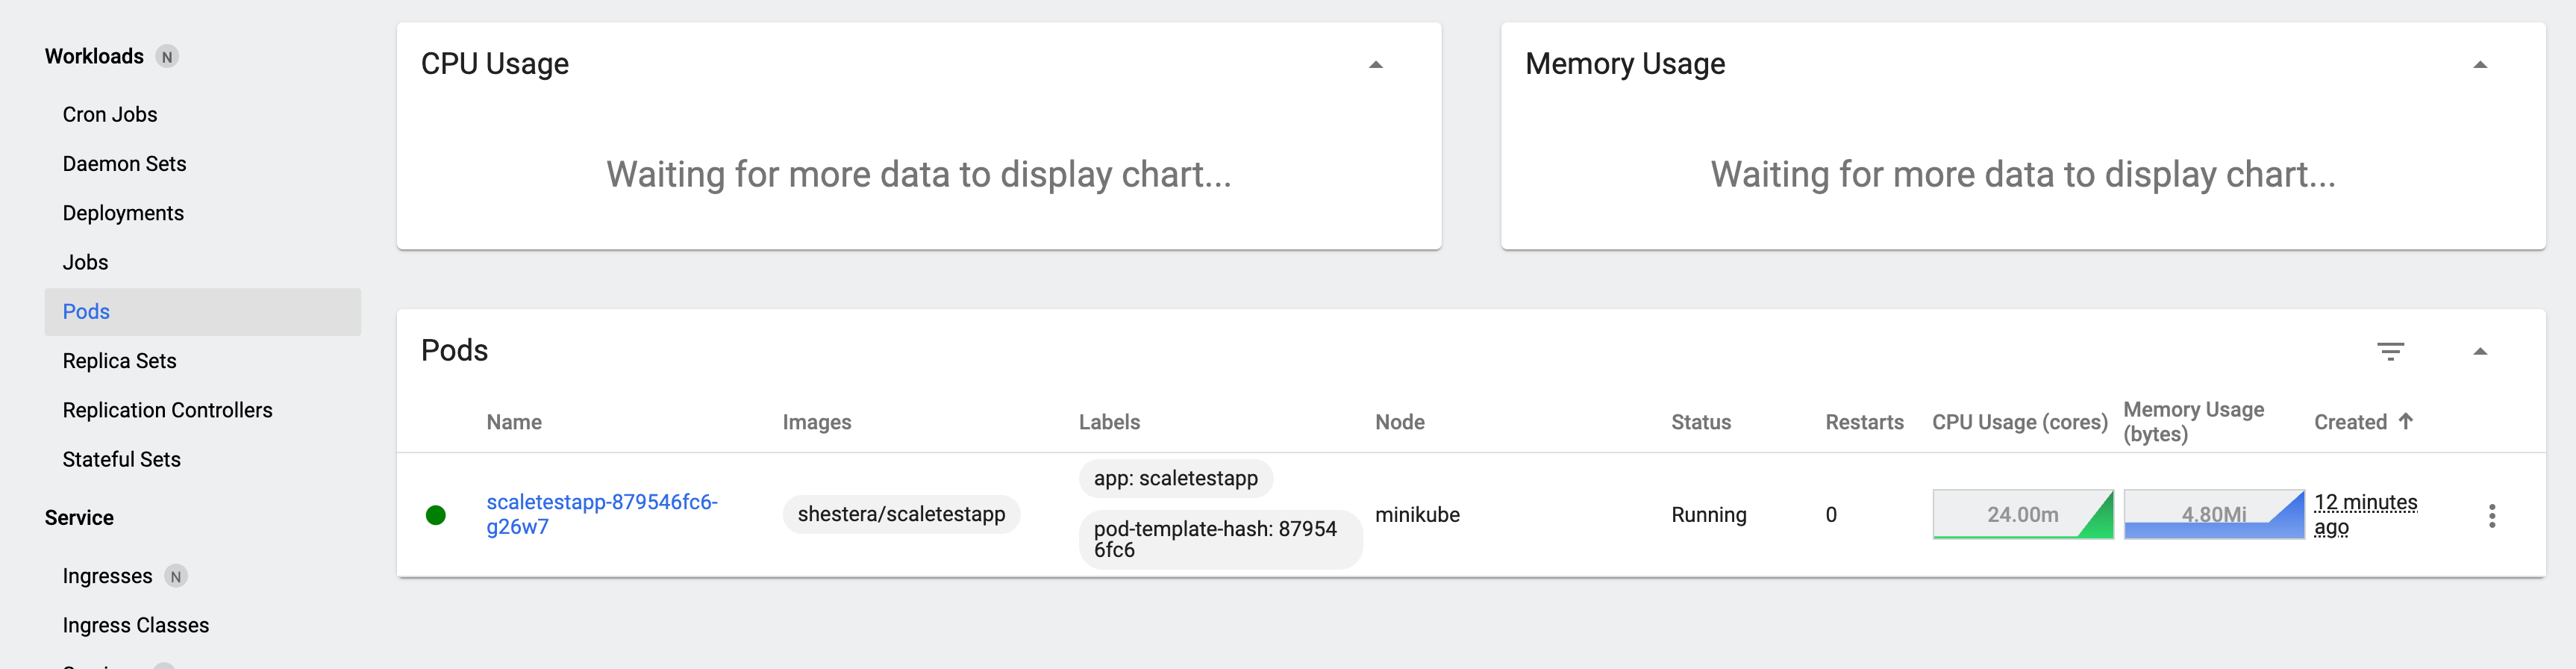 Workloads N
Cron Jobs
Daemon Sets
Deployments
Jobs
Pods
Replica Sets
Replication Controllers
Stateful Sets
Service
Ingresses N
Ingress Classes
CPU Usage
Waiting for more data to display chart...
Memory Usage
Waiting for more data to display chart...
Pods
Name Images Labels Node Status Restarts CPU Usage (cores) Memory Usage
(bytes) Created
scaletestapp-879546fc6-
g26w7
shestera/scaletestapp
app: scaletestapp
pod-template-hash: 87954
6fc6
minikube
Running
0
24.00m
4.80Mi
12 minutes
ago